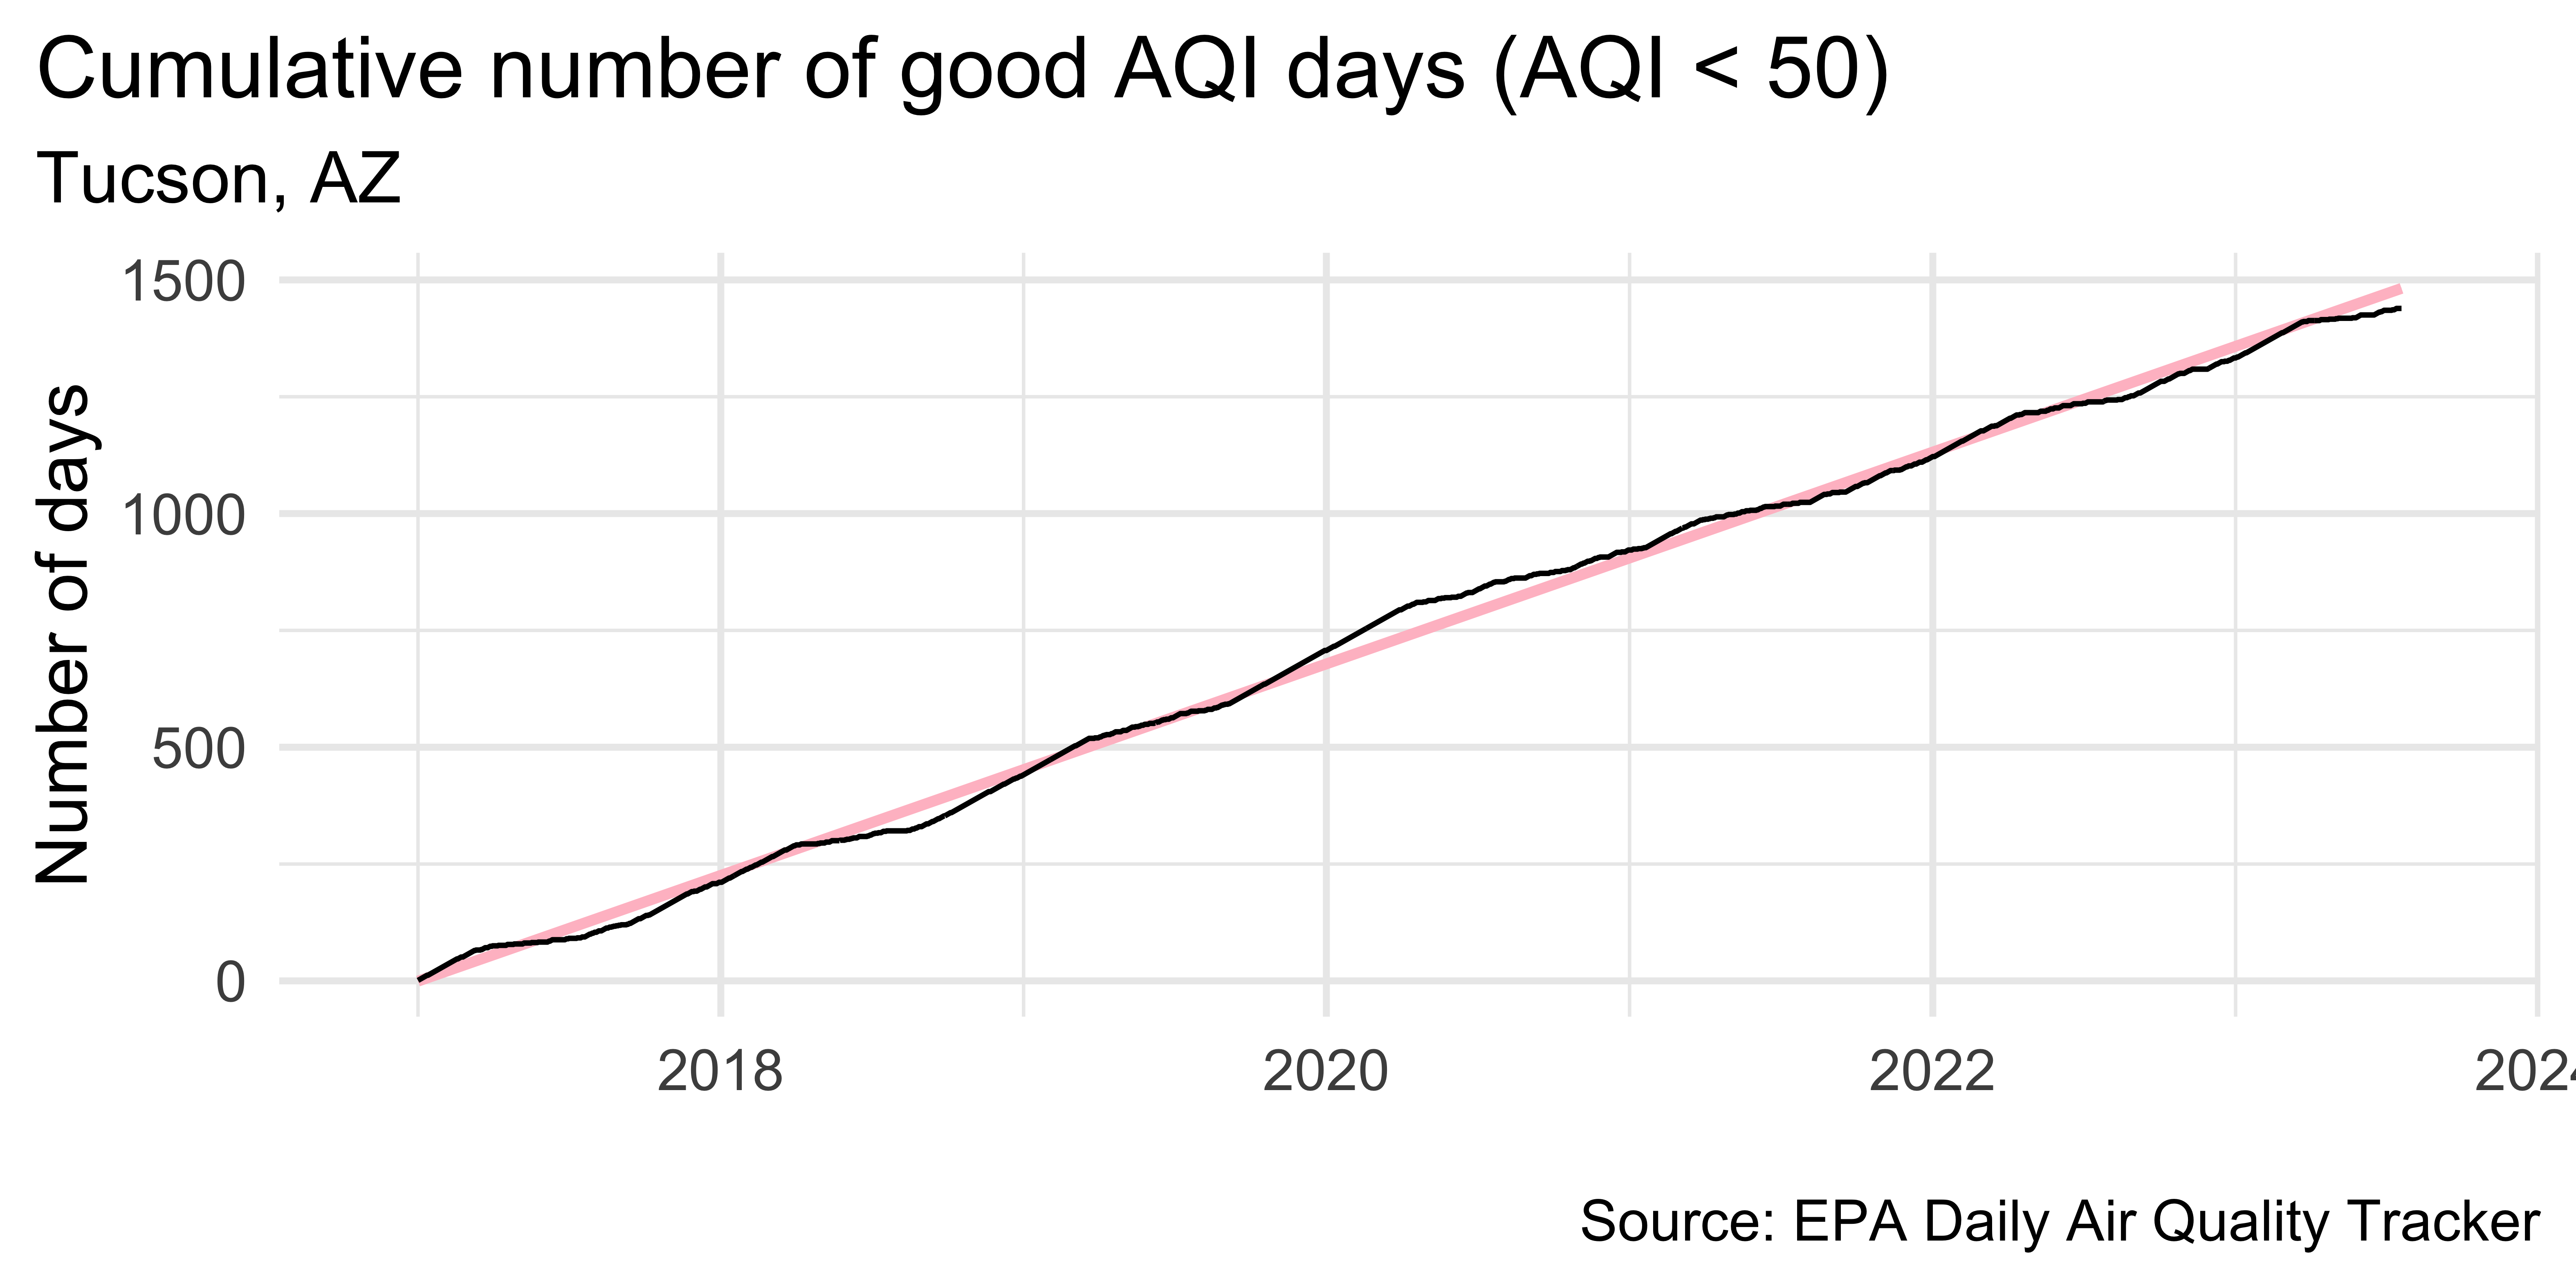 Cumulative number of good AQI days (AQI < 50)
Tucson, AZ
Number of days
1500
1000
500
0
2018
2020
2022
202
Source: EPA Daily Air Quality Tracker